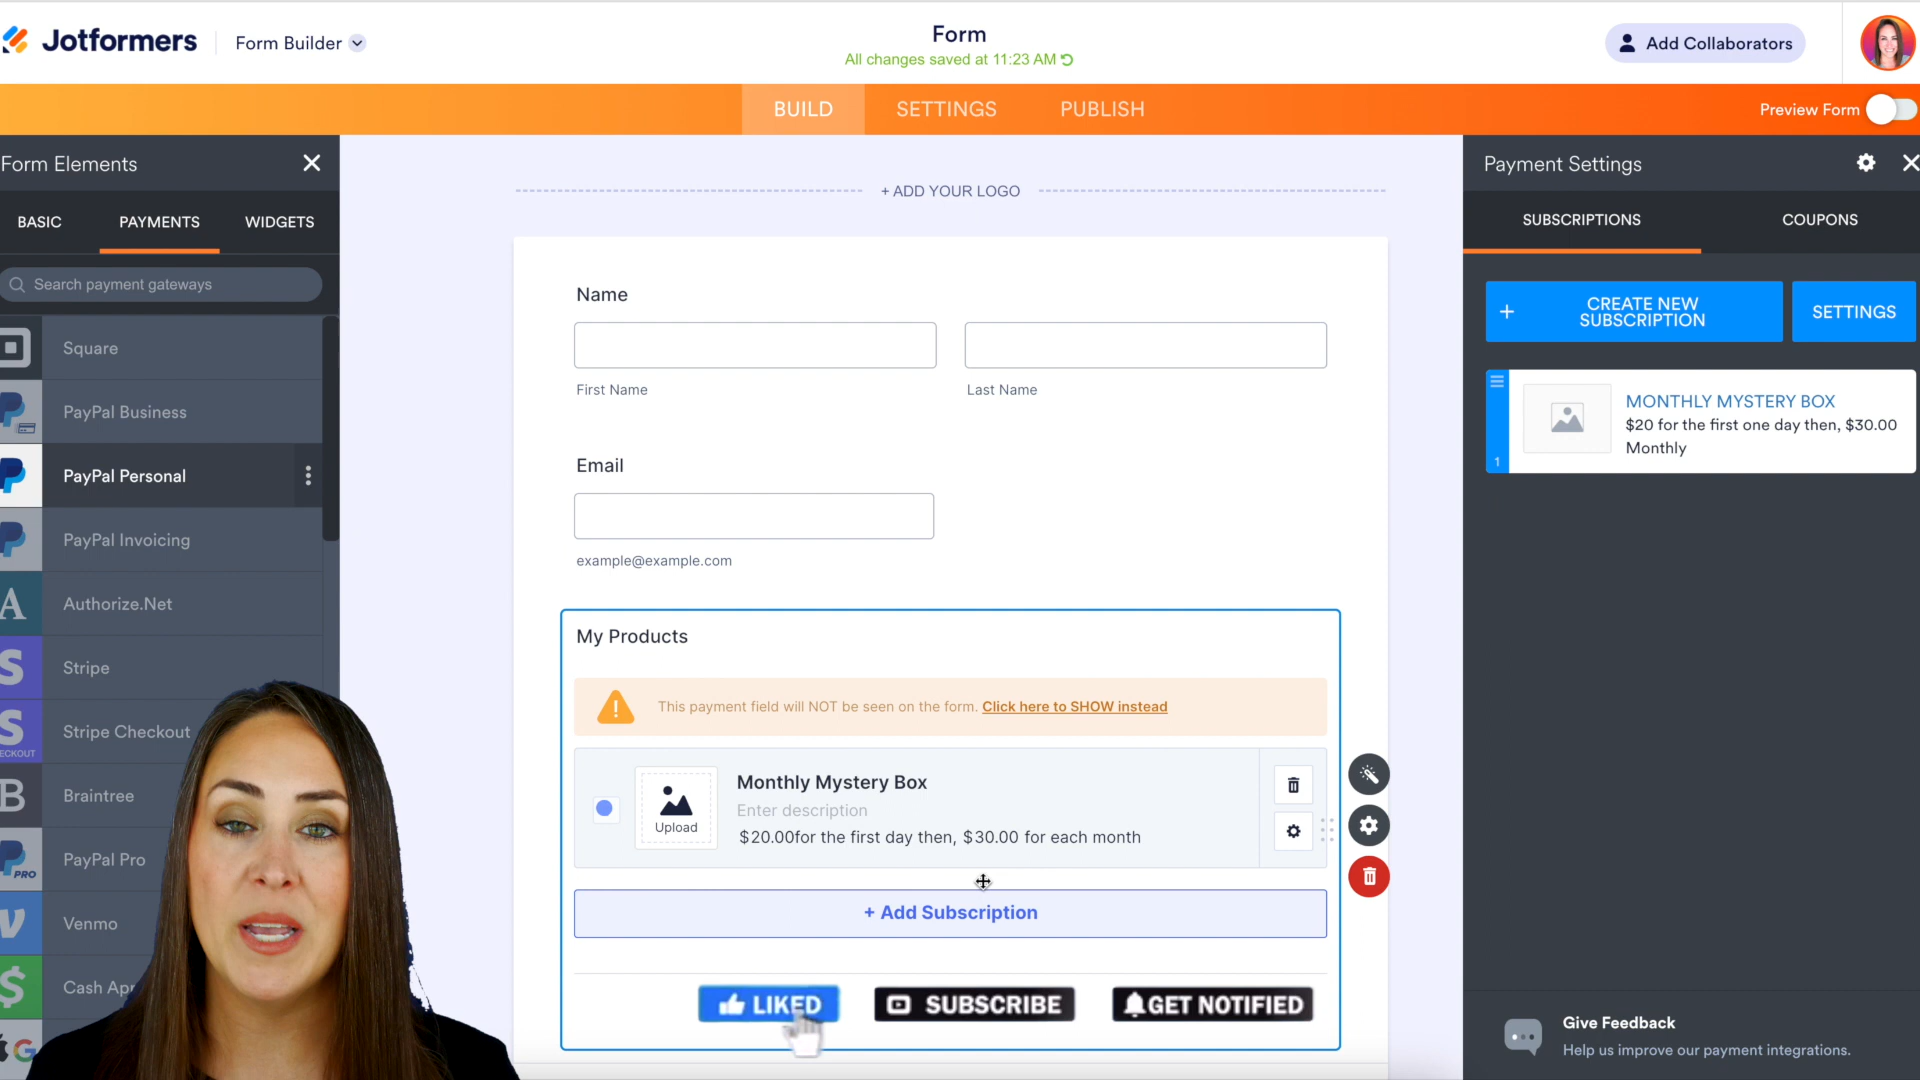 Jotformers
Form Builder
Form
All changes saved at 11:23 AM
Add Collaborators
BUILD
SETTINGS
PUBLISH
Preview Form
Form Elements
BASIC
PAYMENTS
WIDGETS
Search payment gateways
Square
PayPal Business
PayPal Personal
PayPal Invoicing
Authorize.Net
Stripe
Stripe Checkout
ECKOUT
Braintree
PayPal Pro
PRO
Venmo
Cash Ap
+ ADD YOUR LOGO
Name
First Name
Last Name
Email
example@example.com
My Products
This payment field will NOT be seen on the form. Click here to SHOW instead
Upload
Monthly Mystery Box
Enter description
$20.00for the first day then, $30.00 for each month
+ Add Subscription
LIKED
SUBSCRIBE
GET NOTIFIED
Payment Settings
SUBSCRIPTIONS
COUPONS
+ CREATE NEW
SUBSCRIPTION
SETTINGS
1
MONTHLY MYSTERY BOX
$20 for the first one day then, $30.00
Monthly
Give Feedback
Help us improve our payment integrations.